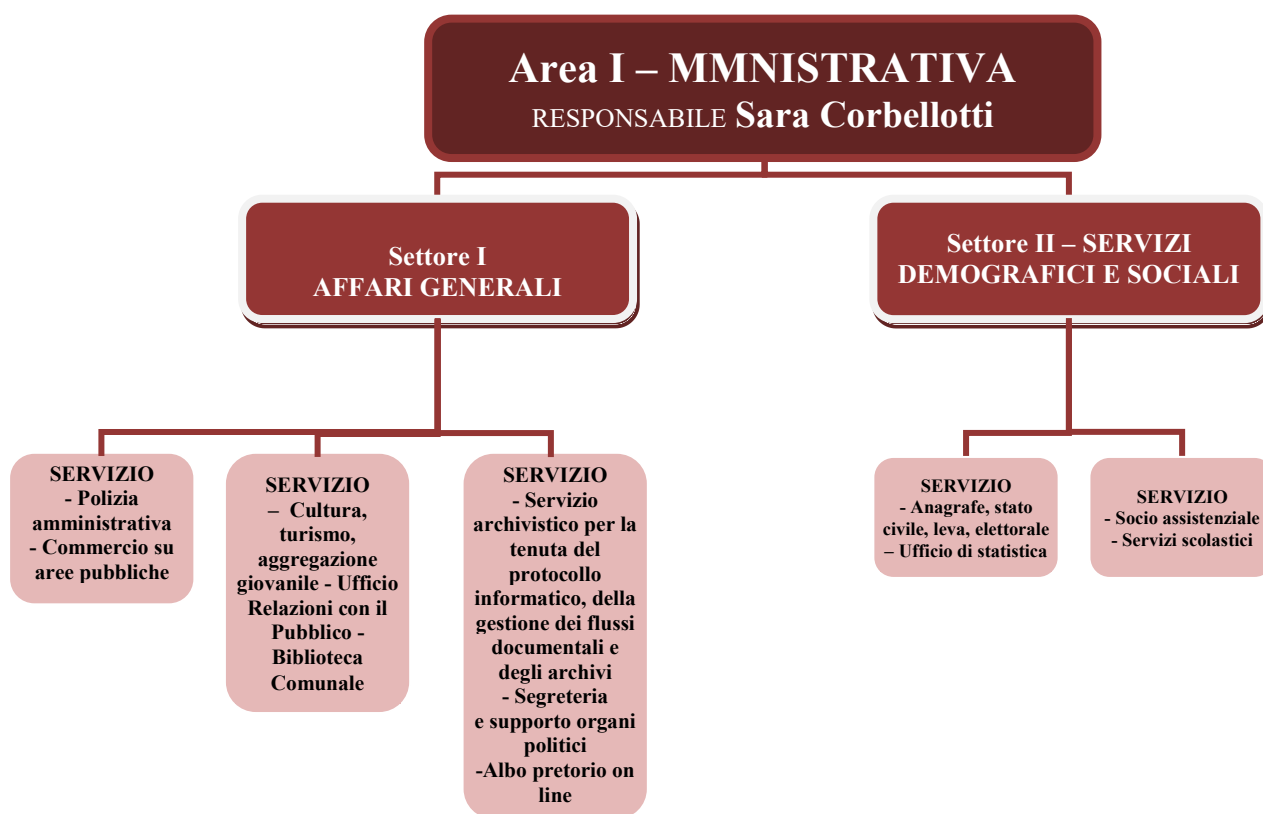 Area I – MMNISTRATIVA
RESPONSABILE Sara Corbellotti
Settore I
AFFARI GENERALI
Settore II – SERVIZI
DEMOGRAFICI E SOCIALI
SERVIZIO
- Polizia
amministrativa
- Commercio su
aree pubbliche
SERVIZIO
– Cultura,
turismo,
aggregazione
giovanile - Ufficio
Relazioni con il
Pubblico -
Biblioteca
Comunale
SERVIZIO
- Servizio
archivistico per la
tenuta del
protocollo
informatico, della
gestione dei flussi
documentali e
degli archivi
- Segreteria
e supporto organi
politici
-Albo pretorio on
line
SERVIZIO
- Anagrafe, stato
civile, leva, elettorale
– Ufficio di statistica
SERVIZIO
- Socio assistenziale
- Servizi scolastici